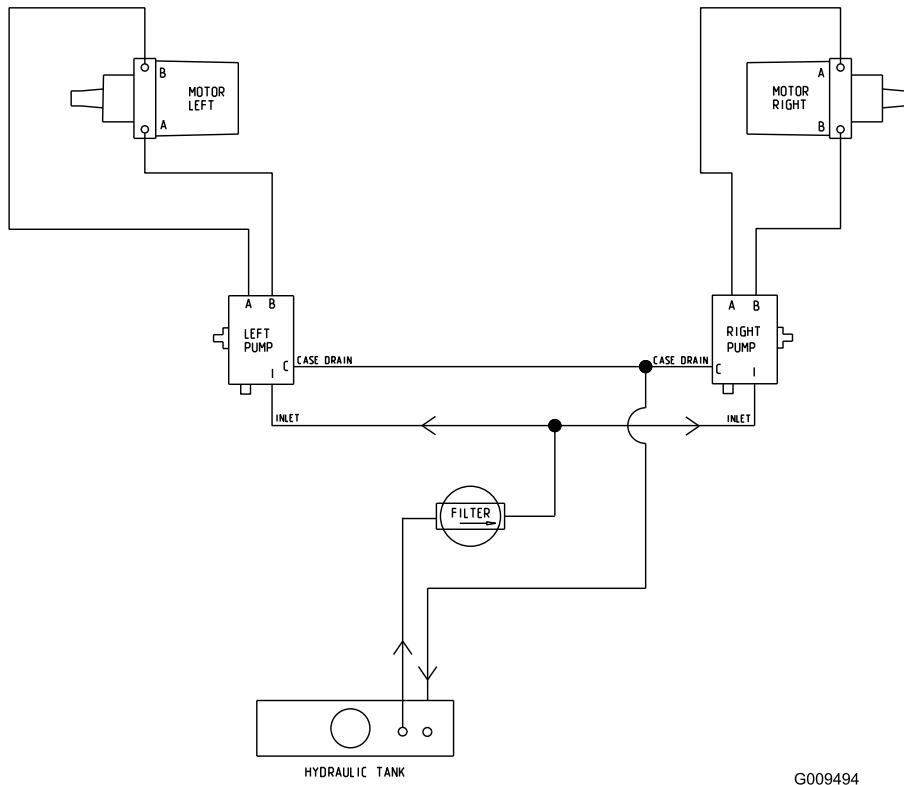 B
MOTOR
LEFT
A
A
MOTOR
RIGHT
B
A B
LEFT
PUMP
C
I
CASE DRAIN
INLET
CASE DRAIN
A B
RIGHT
PUMP
C
I
INLET
FILTER
HYDRAULIC TANK
G009494